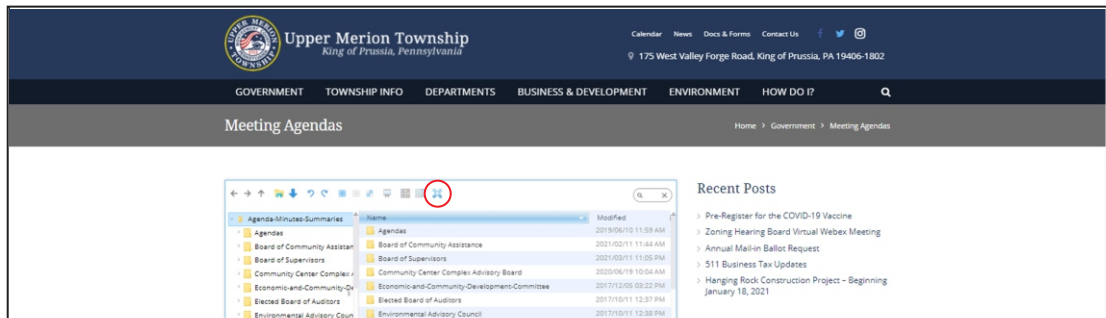 UPPER MERION
TOWNSHIP
Upper Merion Township
King of Prussia, Pennsylvania
Calendar News Docs & Forms Contact Us
175 West Valley Forge Road, King of Prussia, PA 19406-1802
GOVERNMENT TOWNSHIP INFO DEPARTMENTS BUSINESS & DEVELOPMENT ENVIRONMENT HOW DO I?
Meeting Agendas
Home > Government > Meeting Agendas
Agenda-Minutes-Summaries
Agendas
Board of Community Assistan
Board of Supervisors
Community Center Complex
Economic-and-Community-De
Elected Board of Auditors
Environmental Advisory Coun
Name Modified
Agendas 2019/06/10 11:59 AM
Board of Community Assistance 2021/02/11 11:44 AM
Board of Supervisors 2021/03/11 11:05 PM
Community Center Complex Advisory Board 2020/06/19 10:04 AM
Economic-and-Community-Development-Committee 2017/12/05 03:22 PM
Elected Board of Auditors 2017/10/11 12:37 PM
Environmental Advisory Council 2017/10/11 12:38 PM
Recent Posts
> Pre-Register for the COVID-19 Vaccine
> Zoning Hearing Board Virtual Webex Meeting
> Annual Mail-in Ballot Request
> 511 Business Tax Updates
> Hanging Rock Construction Project – Beginning
January 18, 2021